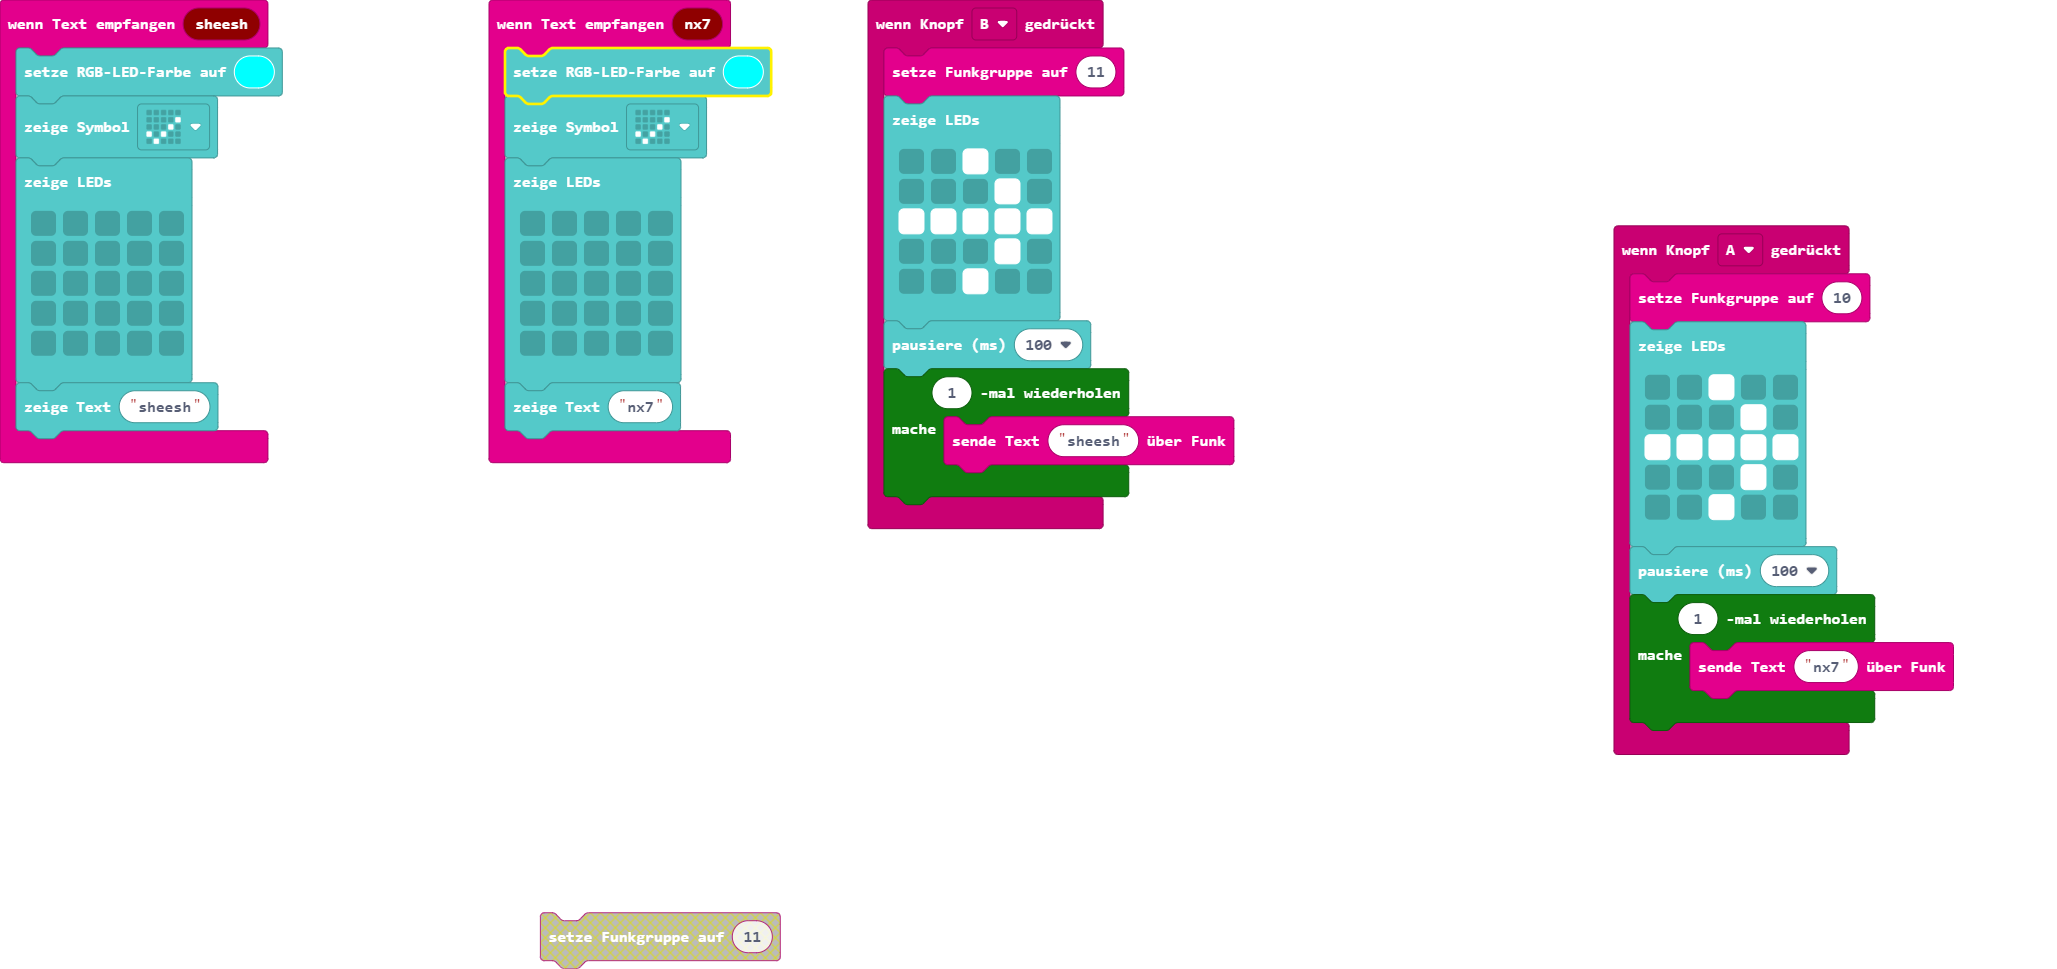 wenn Text empfangen sheesh
setze RGB-LED-Farbe auf
zeige Symbol
zeige LEDs
zeige Text "sheesh"
wenn Text empfangen nx7
setze RGB-LED-Farbe auf
zeige Symbol
zeige LEDs
zeige Text "nx7"
wenn Knopf B gedrückt
setze Funkgruppe auf 11
zeige LEDs
pausiere (ms) 100
1 -mal wiederholen
mache
sende Text "sheesh" über Funk
wenn Knopf A gedrückt
setze Funkgruppe auf 10
zeige LEDs
pausiere (ms) 100
1 -mal wiederholen
mache
sende Text "nx7" über Funk
setze Funkgruppe auf 11